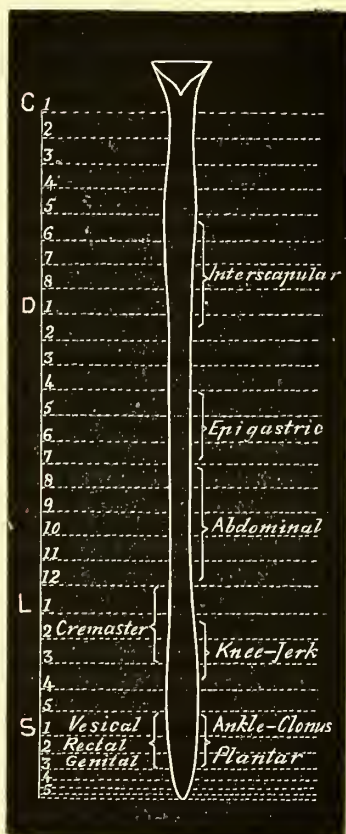 C 1
2
3
4
5
6
7
8
Interscapular
D 1
2
3
4
5
6
7
Epigastric
8
9
10
11
12
Abdominal
L 1
2
3
4
5
Cremaster
Knee-Jerk
S 1
2
3
4
5
Vesical
Rectal
Genital
Ankle-Clonus
Plantar